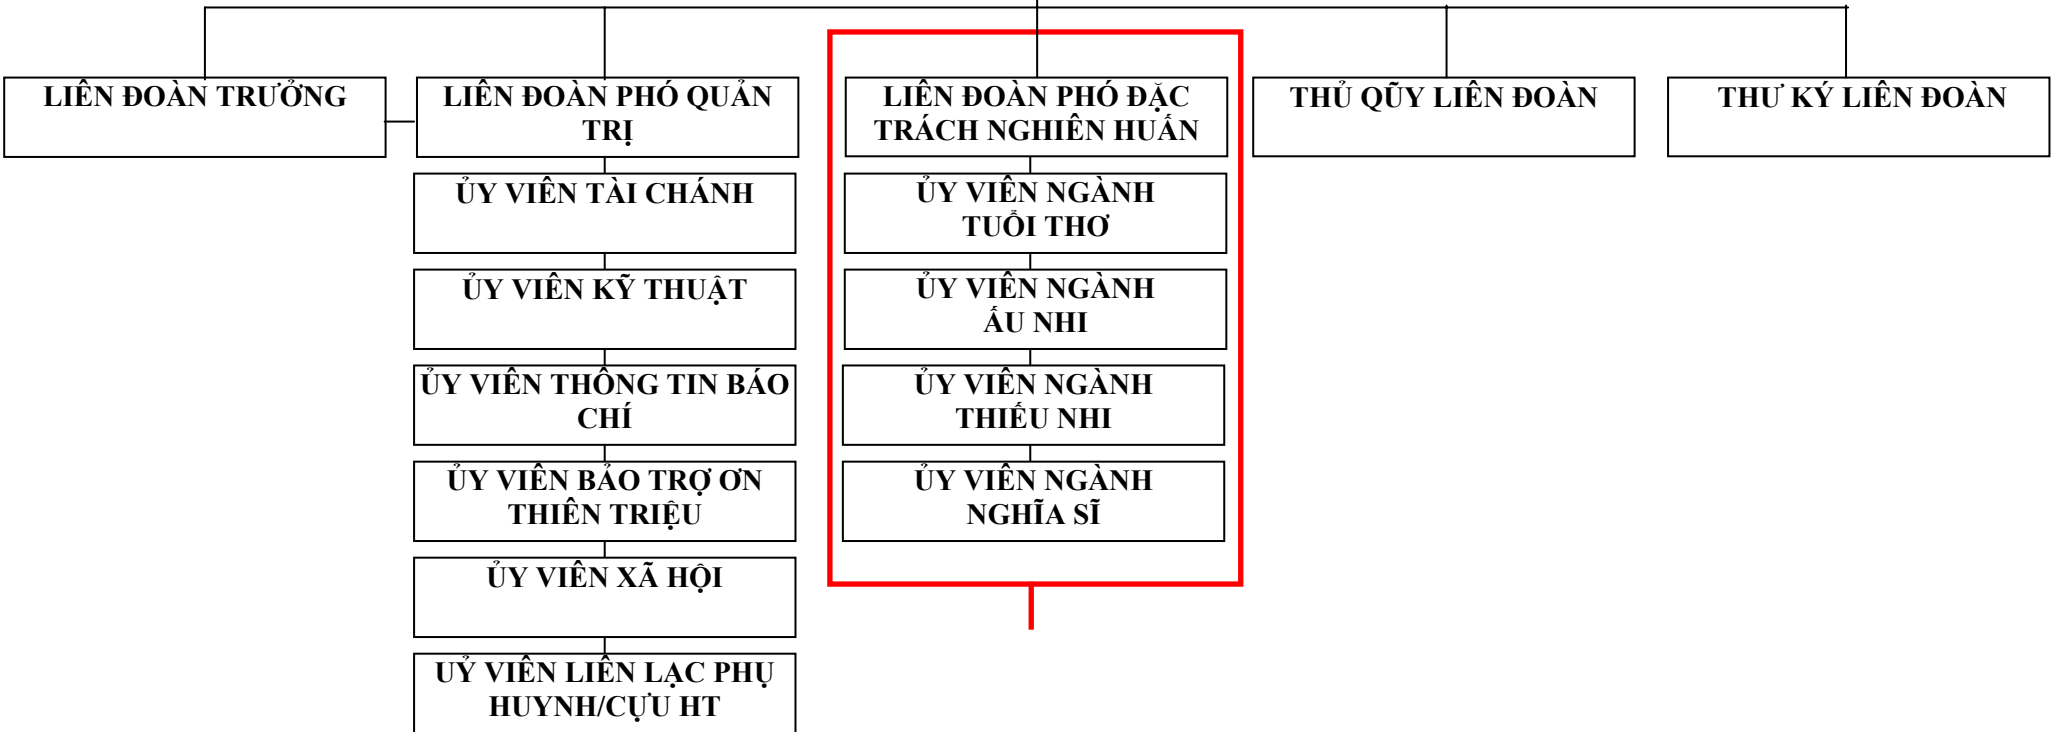 LIÊN ĐOÀN TRƯỞNG
LIÊN ĐOÀN PHÓ QUẢN
TRỊ
LIÊN ĐOÀN PHÓ ĐẶC
TRÁCH NGHIÊN HUẤN
THỦ QŨY LIÊN ĐOÀN
THƯ KÝ LIÊN ĐOÀN
ỦY VIÊN TÀI CHÁNH
ỦY VIÊN KỸ THUẬT
ỦY VIÊN THÔNG TIN BÁO
CHÍ
ỦY VIÊN BẢO TRỢ ƠN
THIÊN TRIỆU
ỦY VIÊN XÃ HỘI
UỶ VIÊN LIÊN LẠC PHỤ
HUYNH/CỰU HT
ỦY VIÊN NGÀNH
TUỔI THƠ
ỦY VIÊN NGÀNH
ẤU NHI
ỦY VIÊN NGÀNH
THIẾU NHI
ỦY VIÊN NGÀNH
NGHĨA SĨ